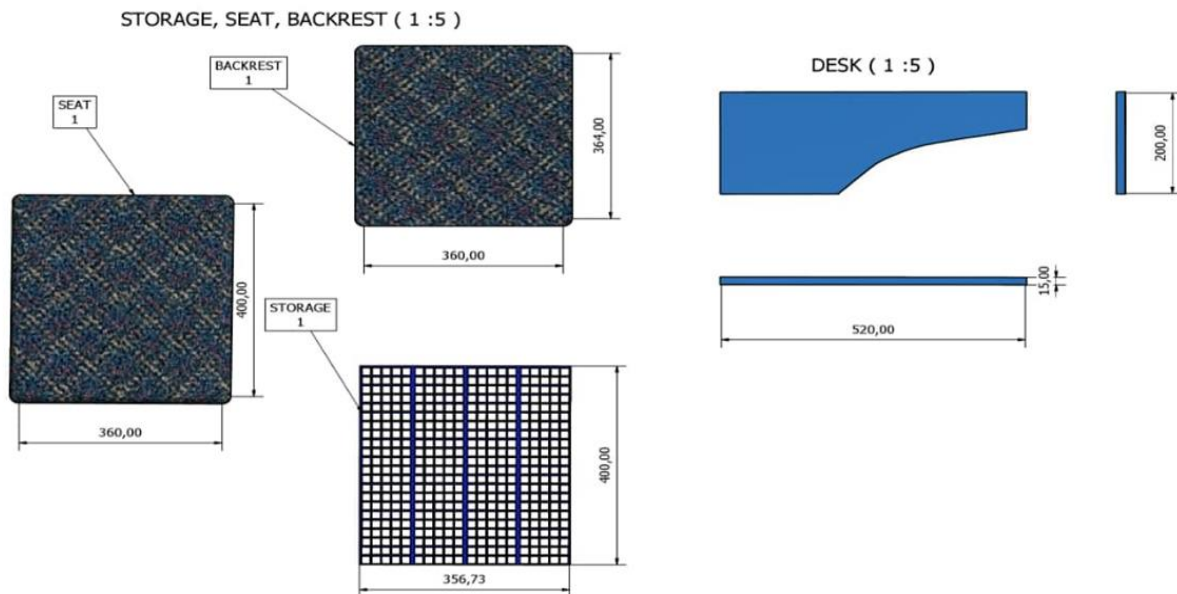 STORAGE, SEAT, BACKREST ( 1 :5 )
BACKREST
1
364,00
360,00
SEAT
1
400,00
360,00
STORAGE
1
400,00
356,73
DESK ( 1 :5 )
200,00
15,00
520,00